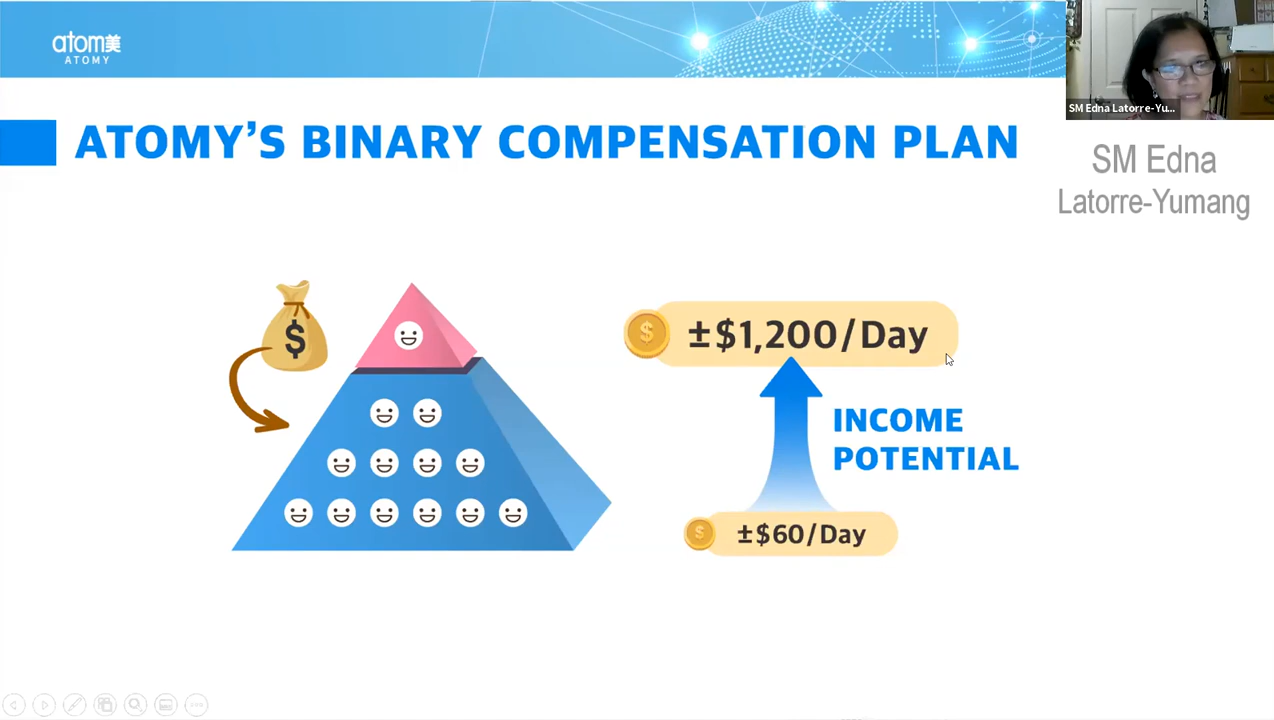 atom美
ATOMY
SM Edna Latorre-Yu...
ATOMY'S BINARY COMPENSATION PLAN
SM Edna
Latorre-Yumang
$
$ ±$1,200/Day
INCOME
POTENTIAL
$ ±$60/Day